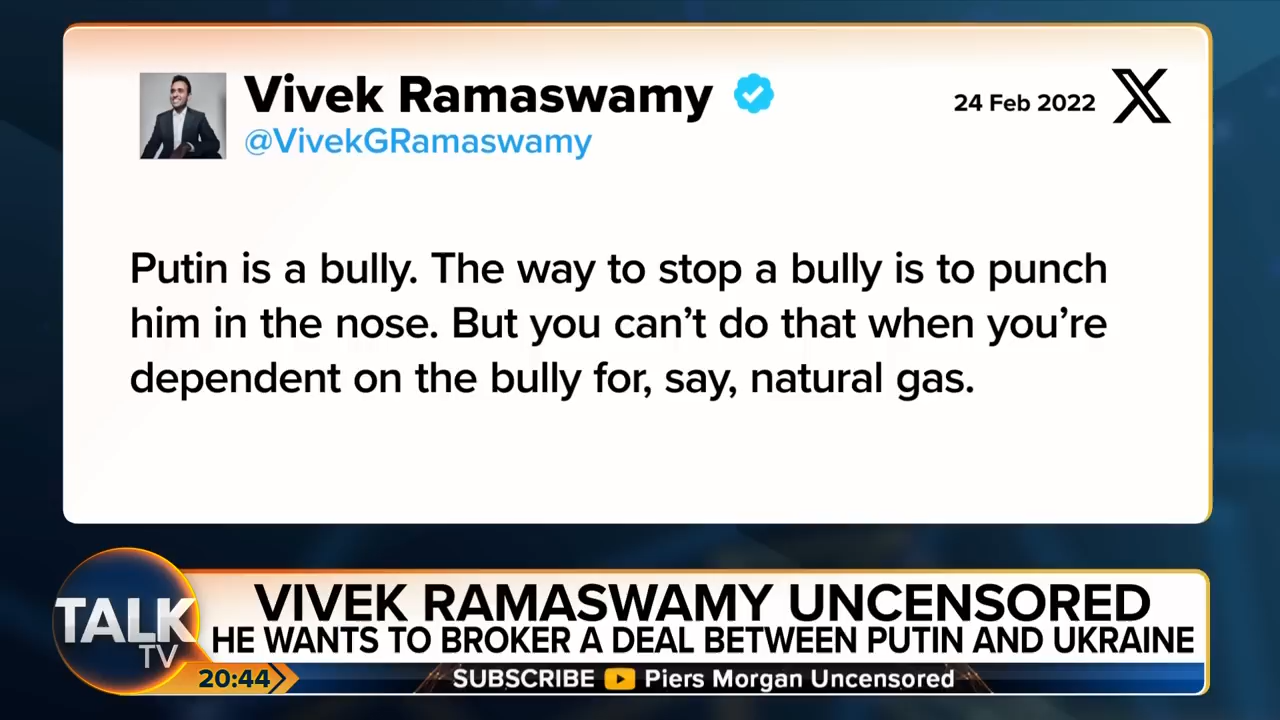 Vivek Ramaswamy
24 Feb 2022
@VivekGRamaswamy
Putin is a bully. The way to stop a bully is to punch
him in the nose. But you can’t do that when you’re
dependent on the bully for, say, natural gas.
TALK
TV
VIVEK RAMASWAMY UNCENSORED
HE WANTS TO BROKER A DEAL BETWEEN PUTIN AND UKRAINE
20:44
SUBSCRIBE Piers Morgan Uncensored